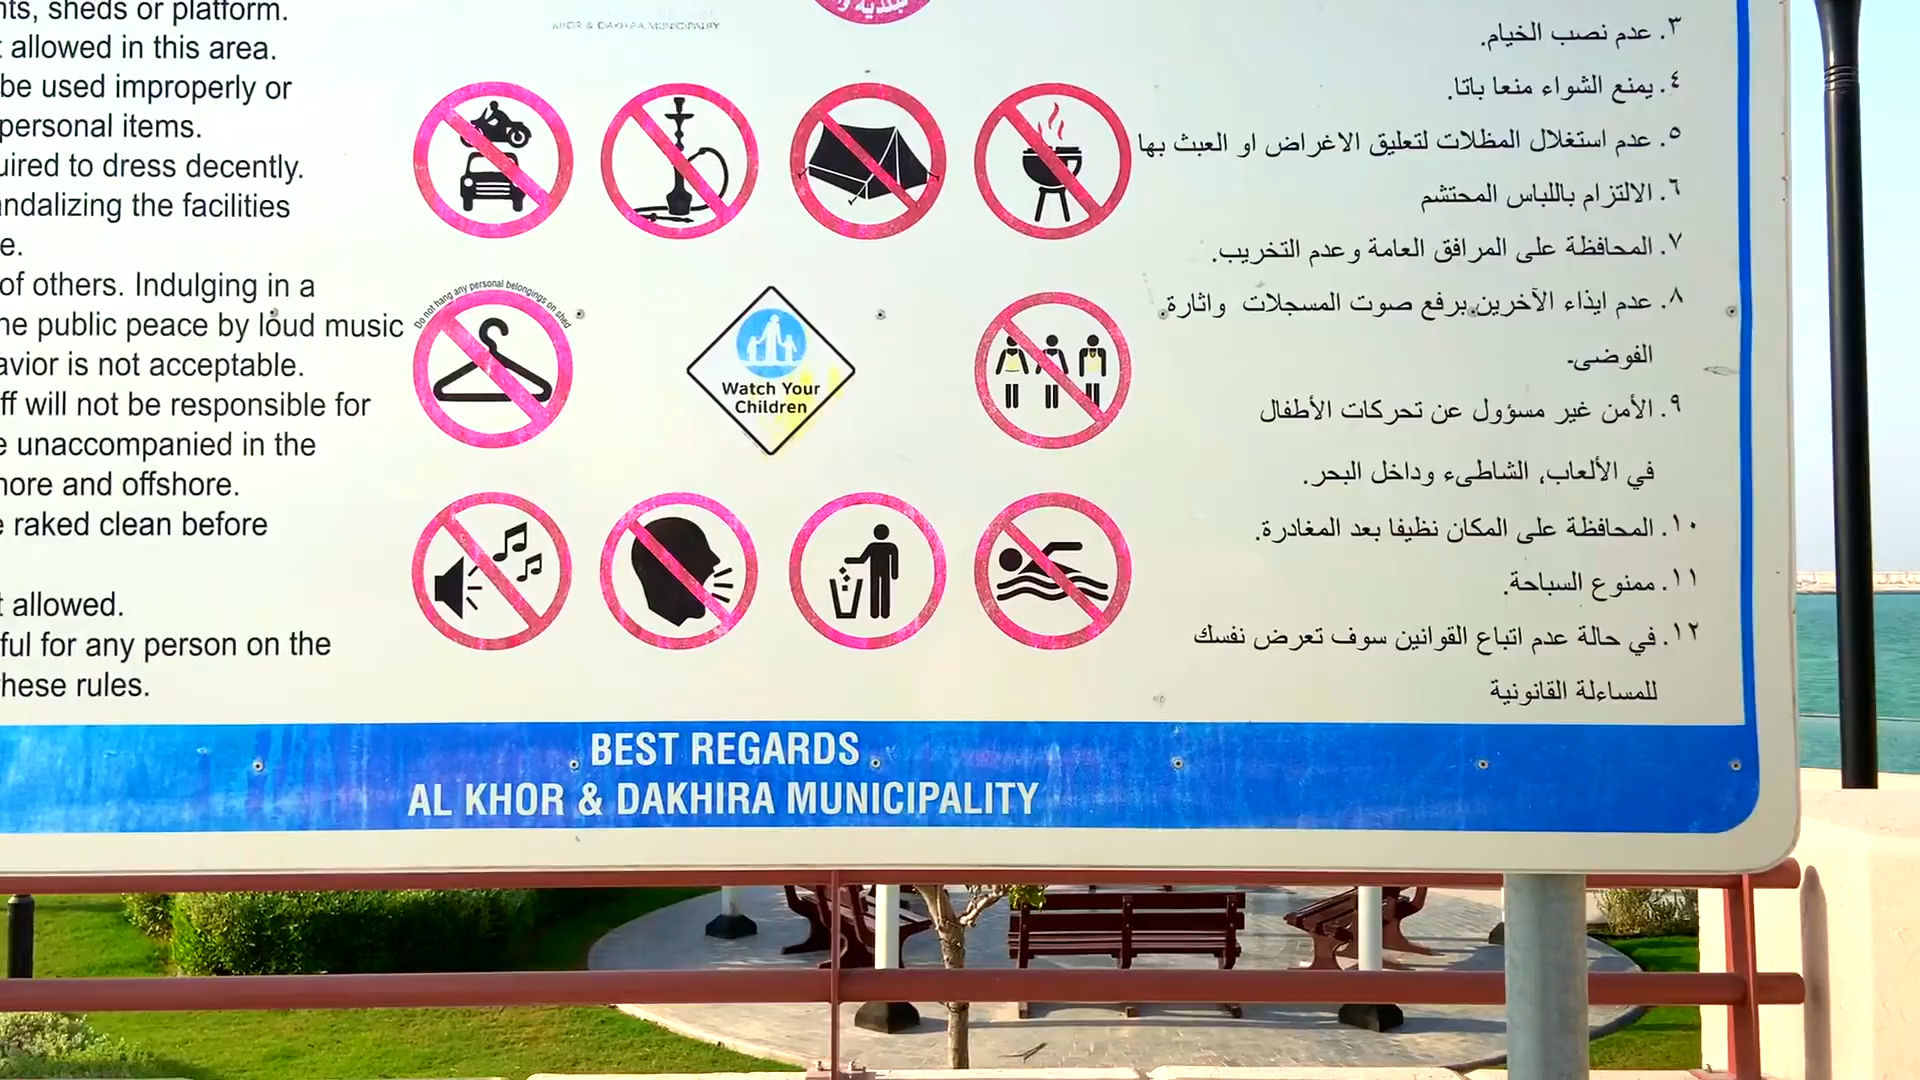 nts, sheds or platform.
t allowed in this area.
be used improperly or
personal items.
uired to dress decently.
andalizing the facilities
e.
of others. Indulging in a
he public peace by loud music
avior is not acceptable.
ff will not be responsible for
e unaccompanied in the
hore and offshore.
e raked clean before
t allowed.
ful for any person on the
hese rules.
KHOR & DAKHIRA MUNICIPALITY
Do not hang any personal belongings on shed
Watch Your
Children
٣. عدم نصب الخيام.
٤. يمنع الشواء منعا باتا.
٥. عدم استغلال المظلات لتعليق الاغراض او العبث بها
٦. الالتزام باللباس المحتشم
٧. المحافظة على المرافق العامة وعدم التخريب.
٨. عدم ايذاء الآخرين برفع صوت المسجلات واثارة
الفوضى.
٩. الأمن غير مسؤول عن تحركات الأطفال
في الألعاب، الشاطىء وداخل البحر.
١٠. المحافظة على المكان نظيفا بعد المغادرة.
١١. ممنوع السباحة.
١٢. في حالة عدم اتباع القوانين سوف تعرض نفسك
للمساءلة القانونية
BEST REGARDS
AL KHOR & DAKHIRA MUNICIPALITY